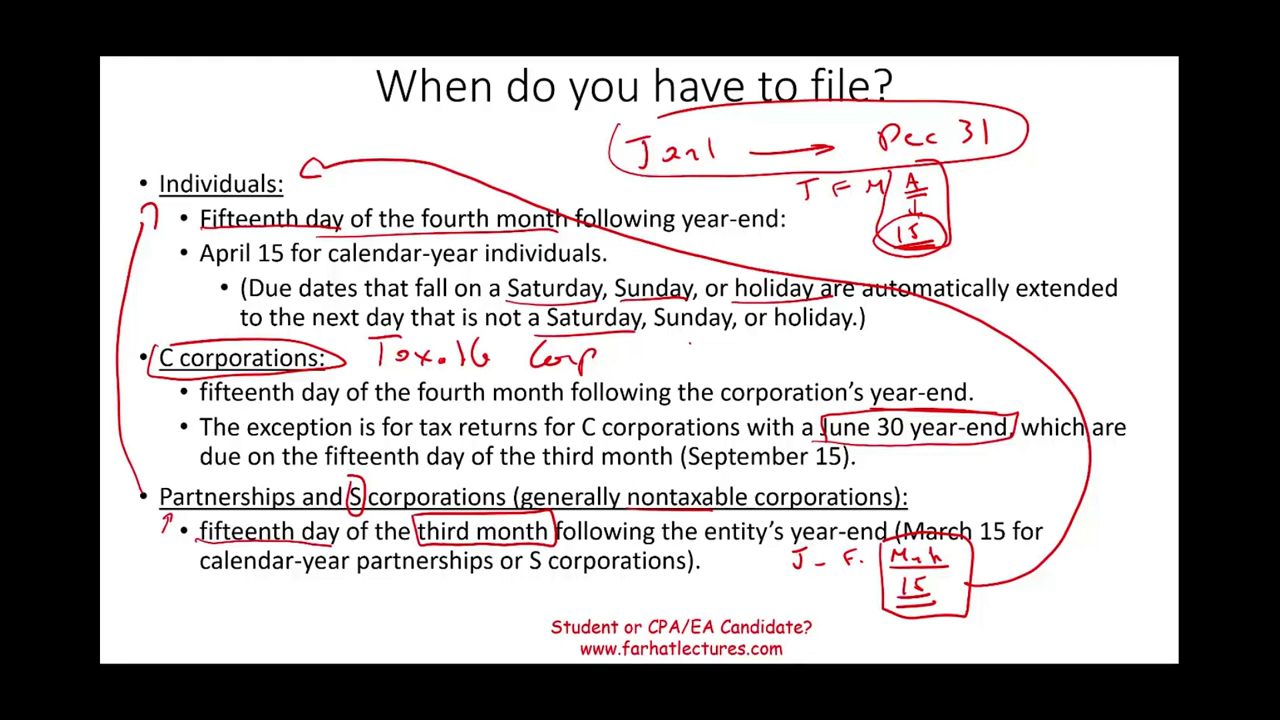 When do you have to file?
Jan 1 → Dec 31
J F M A
15
• Individuals:
• Fifteenth day of the fourth month following year-end:
• April 15 for calendar-year individuals.
• (Due dates that fall on a Saturday, Sunday, or holiday are automatically extended
to the next day that is not a Saturday, Sunday, or holiday.)
• C corporations: Taxable Corp
• fifteenth day of the fourth month following the corporation's year-end.
• The exception is for tax returns for C corporations with a June 30 year-end, which are
due on the fifteenth day of the third month (September 15).
• Partnerships and S corporations (generally nontaxable corporations):
• fifteenth day of the third month following the entity's year-end (March 15 for
calendar-year partnerships or S corporations).
J - F.
15
Student or CPA/EA Candidate?
www.farhatlectures.com